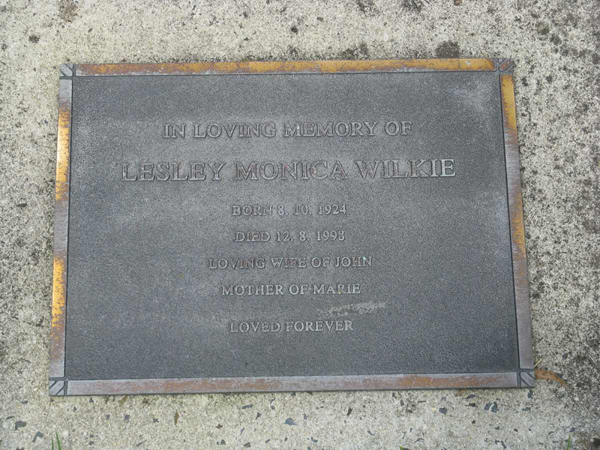 IN LOVING MEMORY OF
LESLEY MONICA WILKIE
BORN 8. 10. 1924
DIED 12. 8. 1993
LOVING WIFE OF JOHN
MOTHER OF MARIE
LOVED FOREVER